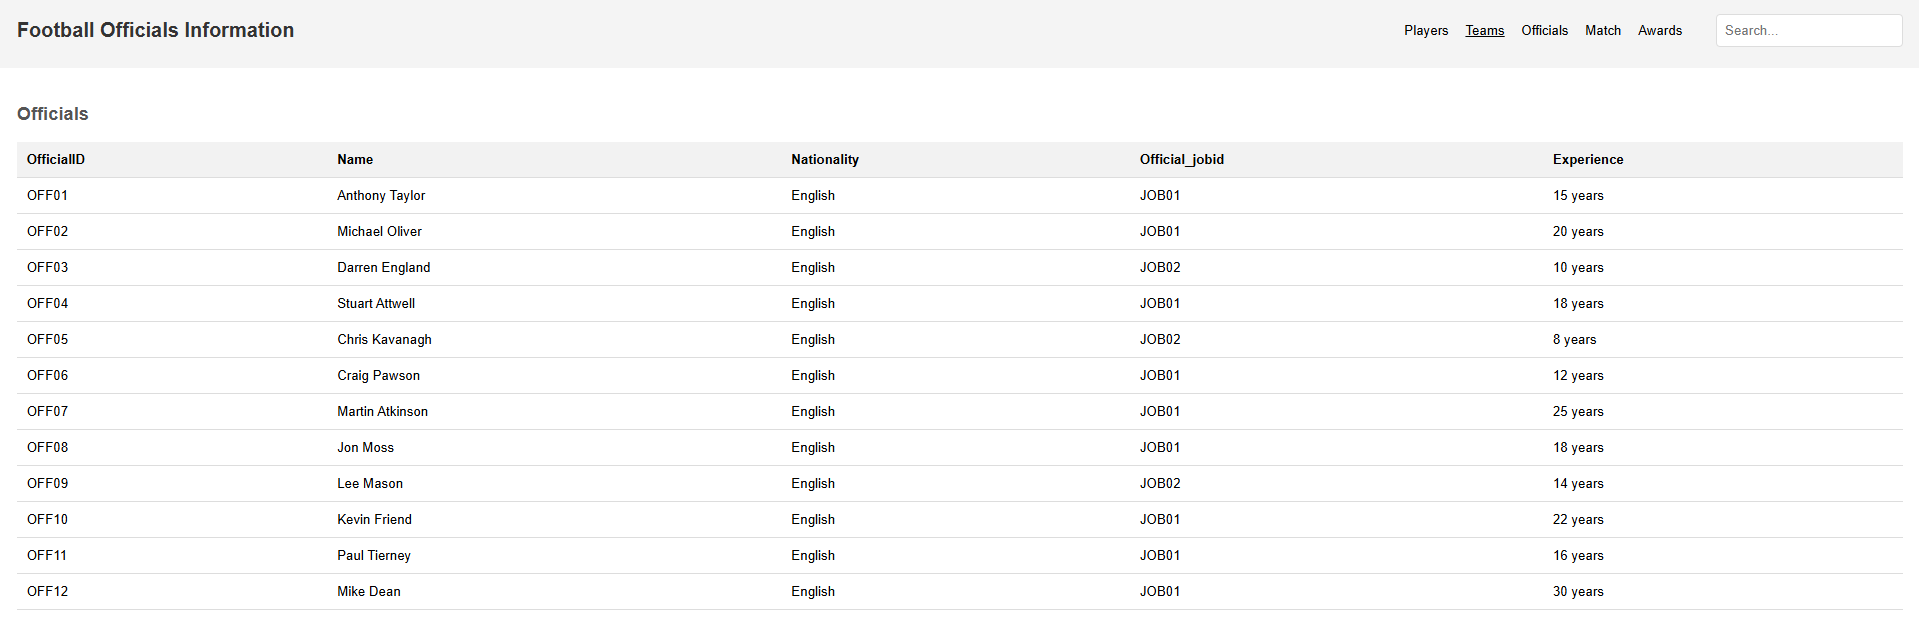 Football Officials Information
Players Teams Officials Match Awards Search...
Officials
OfficialID Name Nationality Official_jobid Experience
OFF01 Anthony Taylor English JOB01 15 years
OFF02 Michael Oliver English JOB01 20 years
OFF03 Darren England English JOB02 10 years
OFF04 Stuart Attwell English JOB01 18 years
OFF05 Chris Kavanagh English JOB02 8 years
OFF06 Craig Pawson English JOB01 12 years
OFF07 Martin Atkinson English JOB01 25 years
OFF08 Jon Moss English JOB01 18 years
OFF09 Lee Mason English JOB02 14 years
OFF10 Kevin Friend English JOB01 22 years
OFF11 Paul Tierney English JOB01 16 years
OFF12 Mike Dean English JOB01 30 years